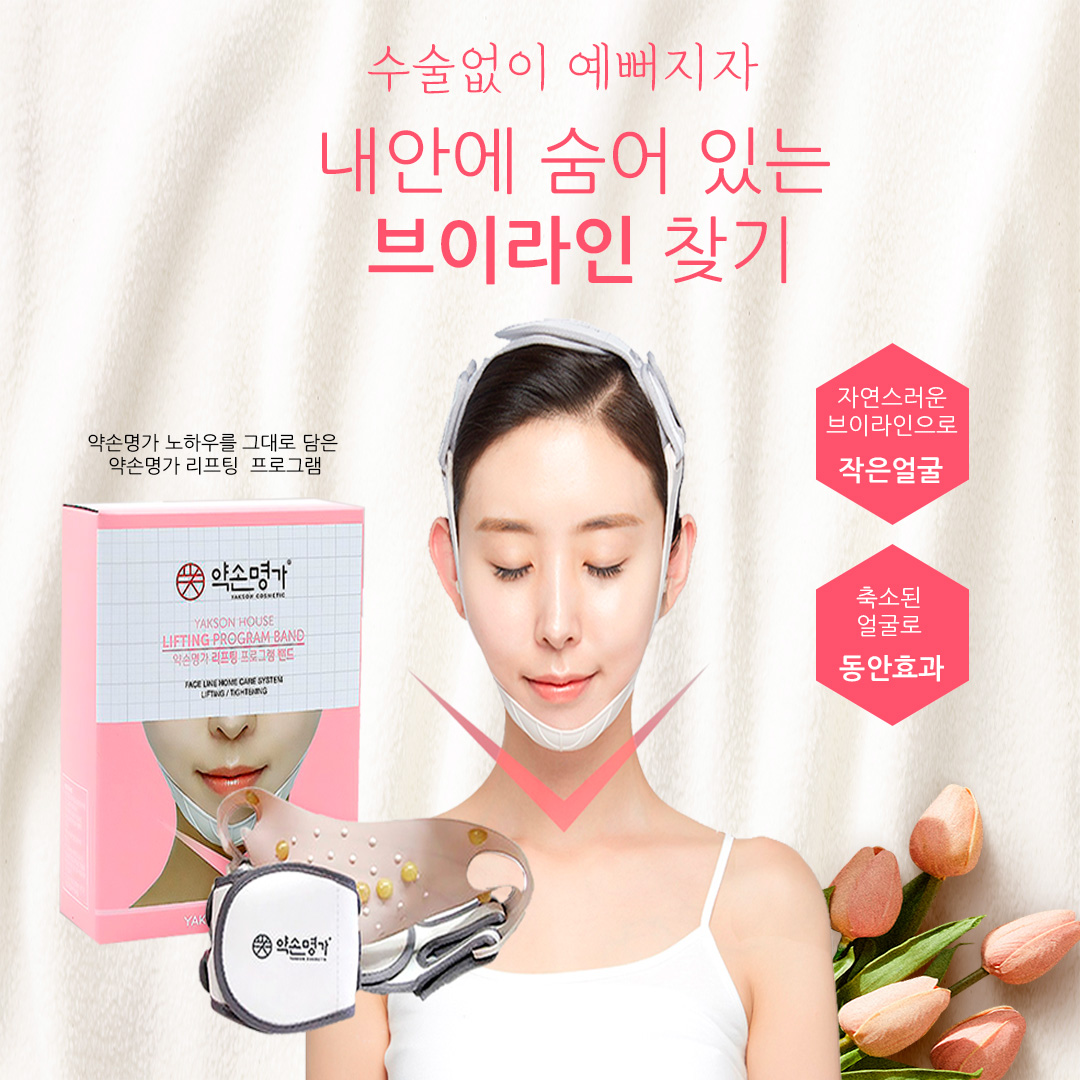 수술없이 예뻐지자
내안에 숨어 있는
브이라인 찾기
약손명가 노하우를 그대로 담은
약손명가 리프팅 프로그램
약손명가
YAKSON COSMETIC
YAKSON HOUSE
LIFTING PROGRAM BAND
약손명가 리프팅 프로그램 밴드
FACE LINE HOME CARE SYSTEM
LIFTING / TIGHTENING
YAK
약손명가
YAKSON COSMETIC
자연스러운
브이라인으로
작은얼굴
축소된
얼굴로
동안효과